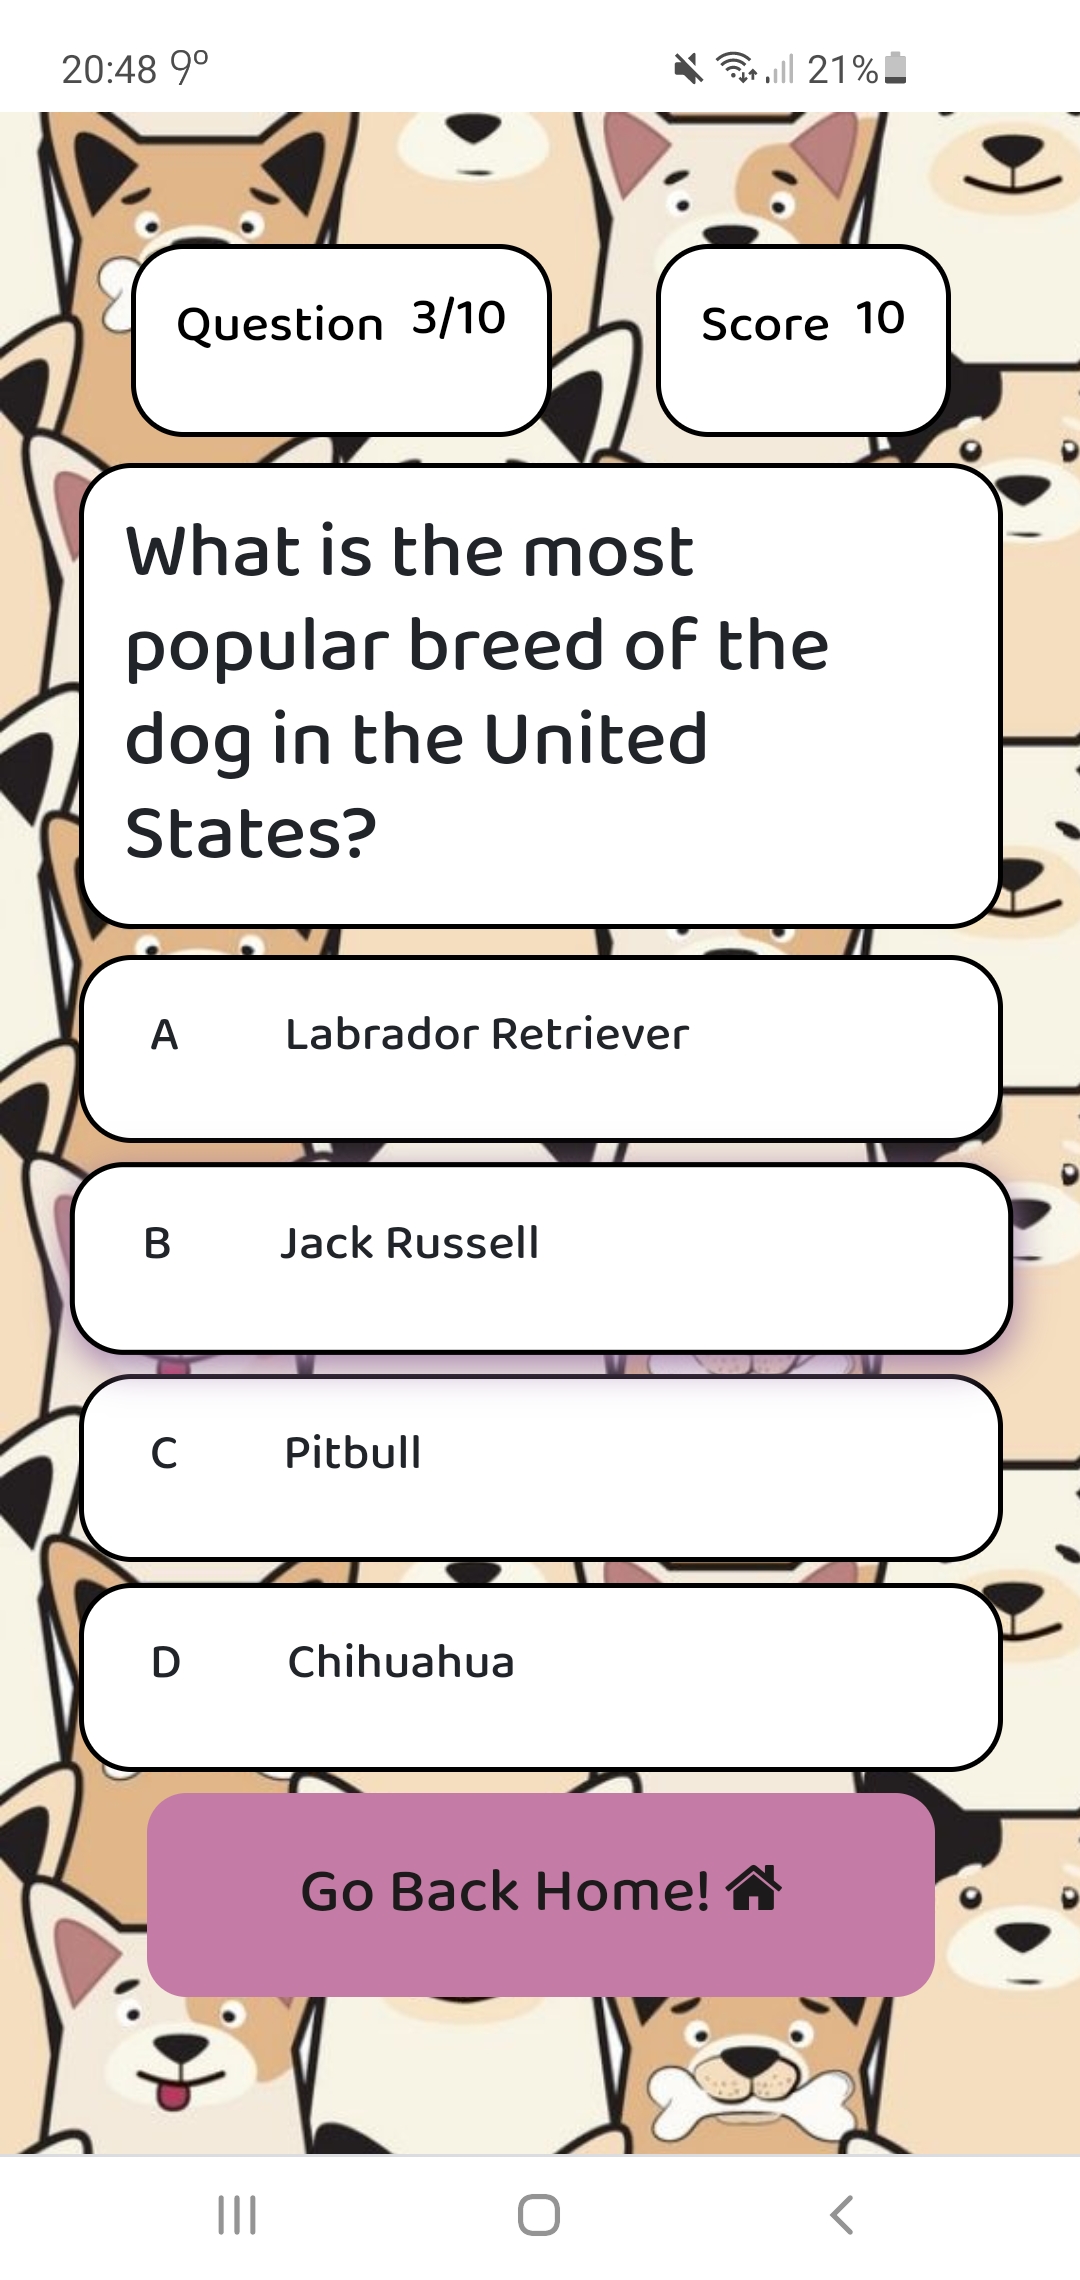 20:48 9° 21%
Question 3/10 Score 10
What is the most
popular breed of the
dog in the United
States?
A Labrador Retriever
B Jack Russell
C Pitbull
D Chihuahua
Go Back Home!